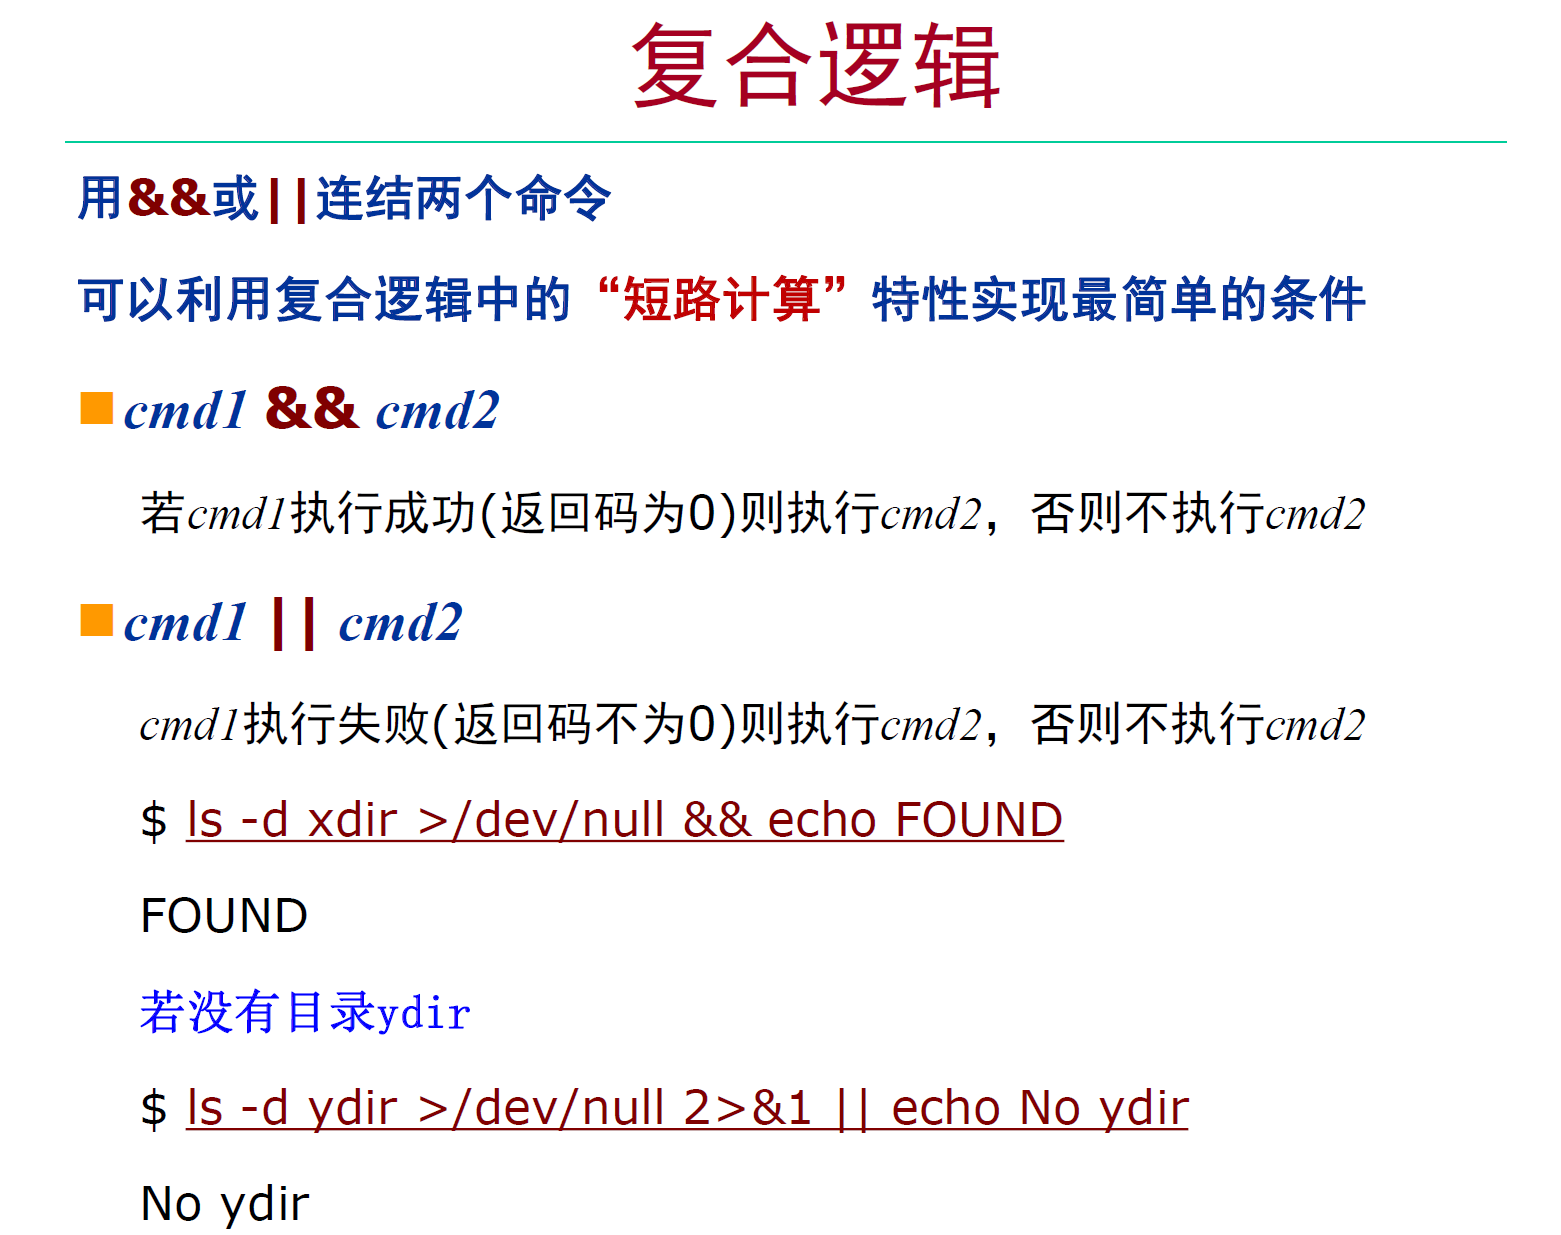 复合逻辑
用&&或||连结两个命令
可以利用复合逻辑中的“短路计算”特性实现最简单的条件
cmd1 && cmd2
若cmd1执行成功(返回码为0)则执行cmd2，否则不执行cmd2
cmd1 || cmd2
cmd1执行失败(返回码不为0)则执行cmd2，否则不执行cmd2
$ ls -d xdir >/dev/null && echo FOUND
FOUND
若没有目录ydir
$ ls -d ydir >/dev/null 2>&1 || echo No ydir
No ydir